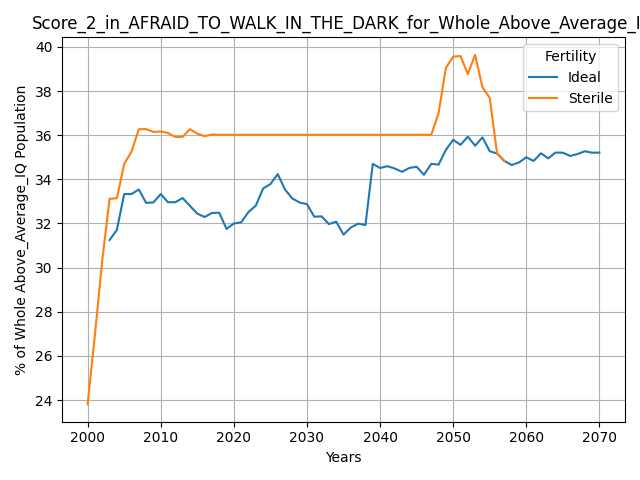 Score_2_in_AFRAID_TO_WALK_IN_THE_DARK_for_Whole_Above_Average_I
% of Whole Above_Average_IQ Population
40
38
36
34
32
30
28
26
24
Fertility
Ideal
Sterile
2000 2010 2020 2030 2040 2050 2060 2070
Years